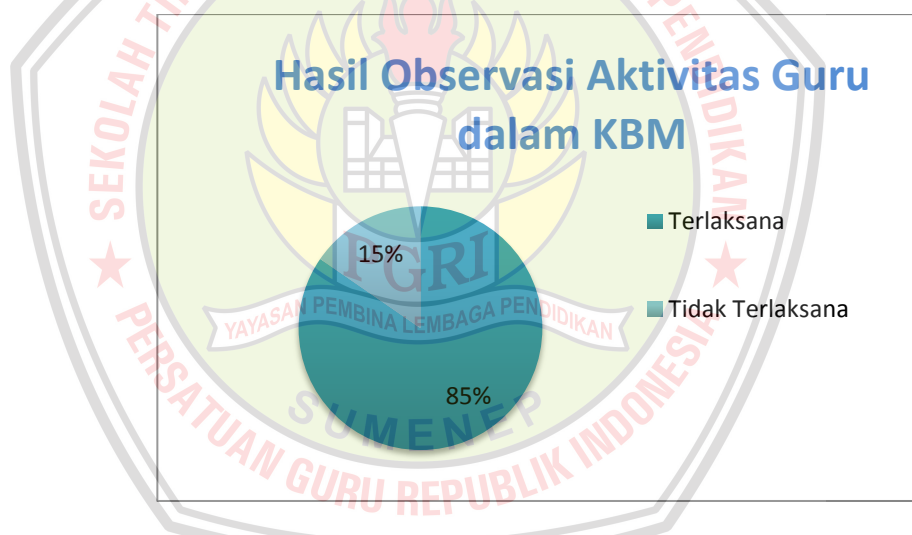 Hasil Observasi Aktivitas Guru
dalam KBM
Terlaksana
15%
Tidak Terlaksana
85%
SEKOLAH
PENDIDIKAN
PGRI
YAYASAN PEMBINA LEMBAGA PENDIDIKAN
SUMENEP
PERSATUAN GURU REPUBLIK INDONESIA